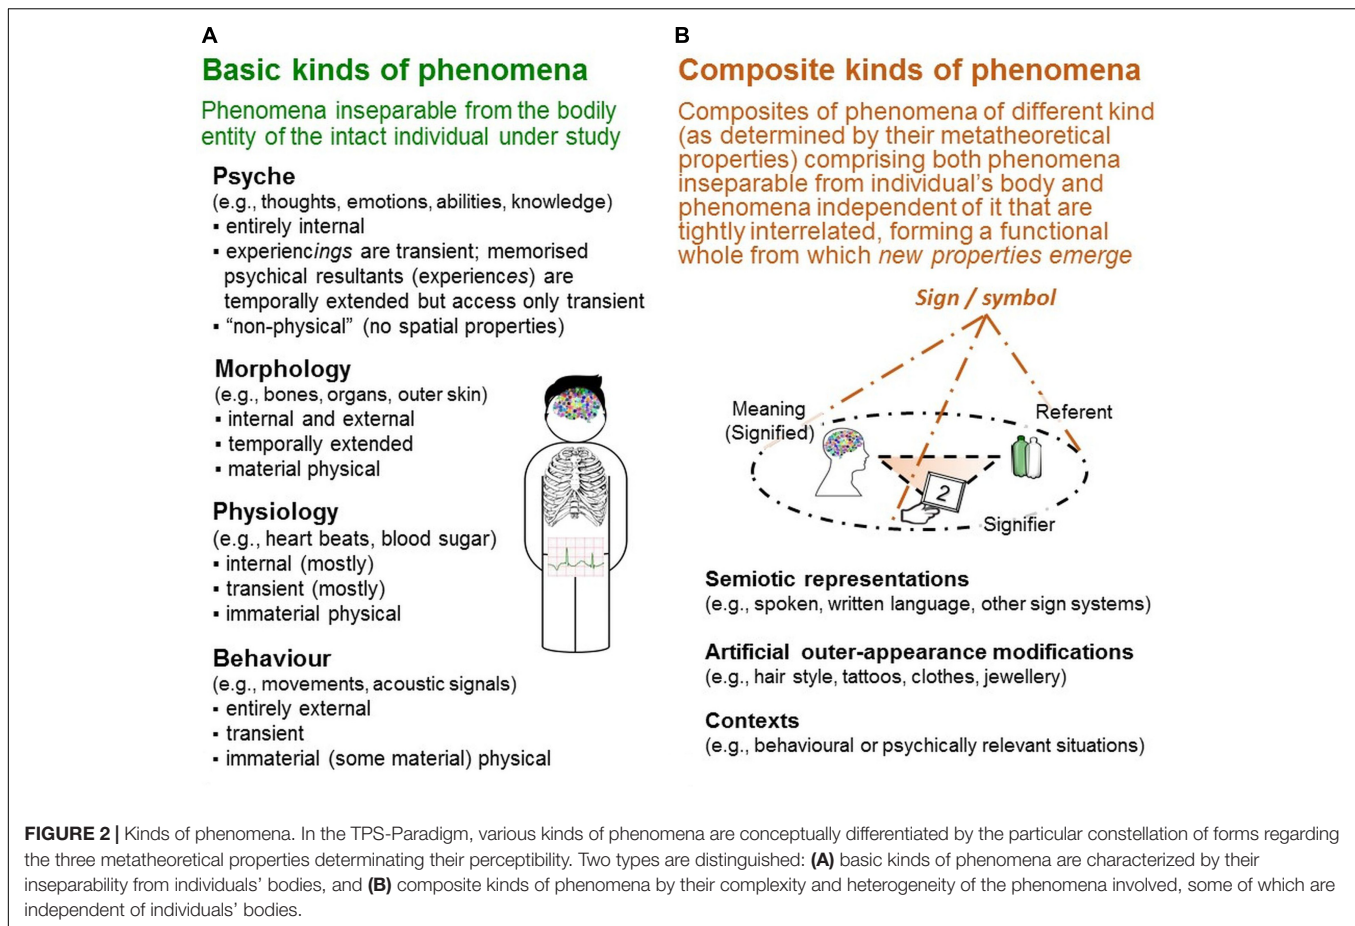 A
Basic kinds of phenomena
Phenomena inseparable from the bodily
entity of the intact individual under study
Psyche
(e.g., thoughts, emotions, abilities, knowledge)
▪ entirely internal
▪ experiencings are transient; memorised
psychical resultants (experiences) are
temporally extended but access only transient
▪ “non-physical” (no spatial properties)
Morphology
(e.g., bones, organs, outer skin)
▪ internal and external
▪ temporally extended
▪ material physical
Physiology
(e.g., heart beats, blood sugar)
▪ internal (mostly)
▪ transient (mostly)
▪ immaterial physical
Behaviour
(e.g., movements, acoustic signals)
▪ entirely external
▪ transient
▪ immaterial (some material) physical
B
Composite kinds of phenomena
Composites of phenomena of different kind
(as determined by their metatheoretical
properties) comprising both phenomena
inseparable from individual’s body and
phenomena independent of it that are
tightly interrelated, forming a functional
whole from which new properties emerge
Sign / symbol
Meaning
(Signified)
Referent
2
Signifier
Semiotic representations
(e.g., spoken, written language, other sign systems)
Artificial outer-appearance modifications
(e.g., hair style, tattoos, clothes, jewellery)
Contexts
(e.g., behavioural or psychically relevant situations)
FIGURE 2 | Kinds of phenomena. In the TPS-Paradigm, various kinds of phenomena are conceptually differentiated by the particular constellation of forms regarding
the three metatheoretical properties determinating their perceptibility. Two types are distinguished: (A) basic kinds of phenomena are characterized by their
inseparability from individuals’ bodies, and (B) composite kinds of phenomena by their complexity and heterogeneity of the phenomena involved, some of which are
independent of individuals’ bodies.